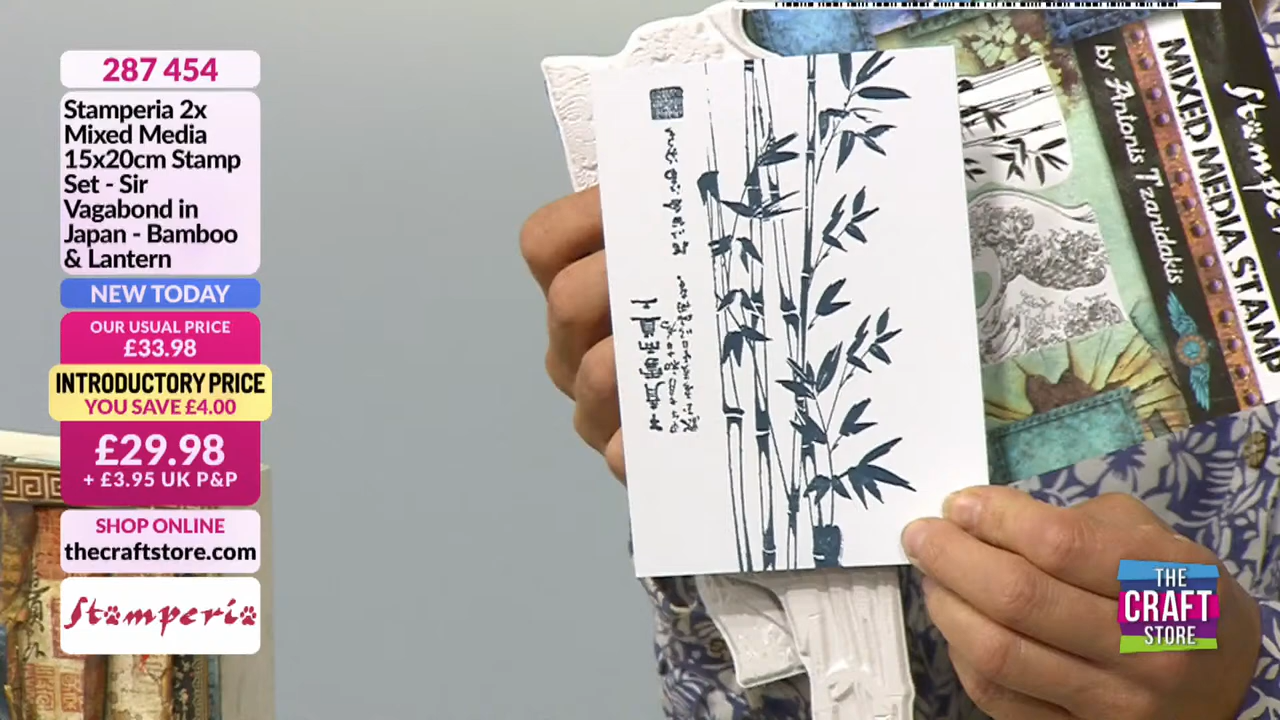 287 454
Stamperia 2x
Mixed Media
15x20cm Stamp
Set - Sir
Vagabond in
Japan - Bamboo
& Lantern
NEW TODAY
OUR USUAL PRICE
£33.98
INTRODUCTORY PRICE
YOU SAVE £4.00
£29.98
+ £3.95 UK P&P
SHOP ONLINE
thecraftstore.com
Stamperia
by Antonis Tzanidakis
MIXED MEDIA STAMP
THE
CRAFT
STORE